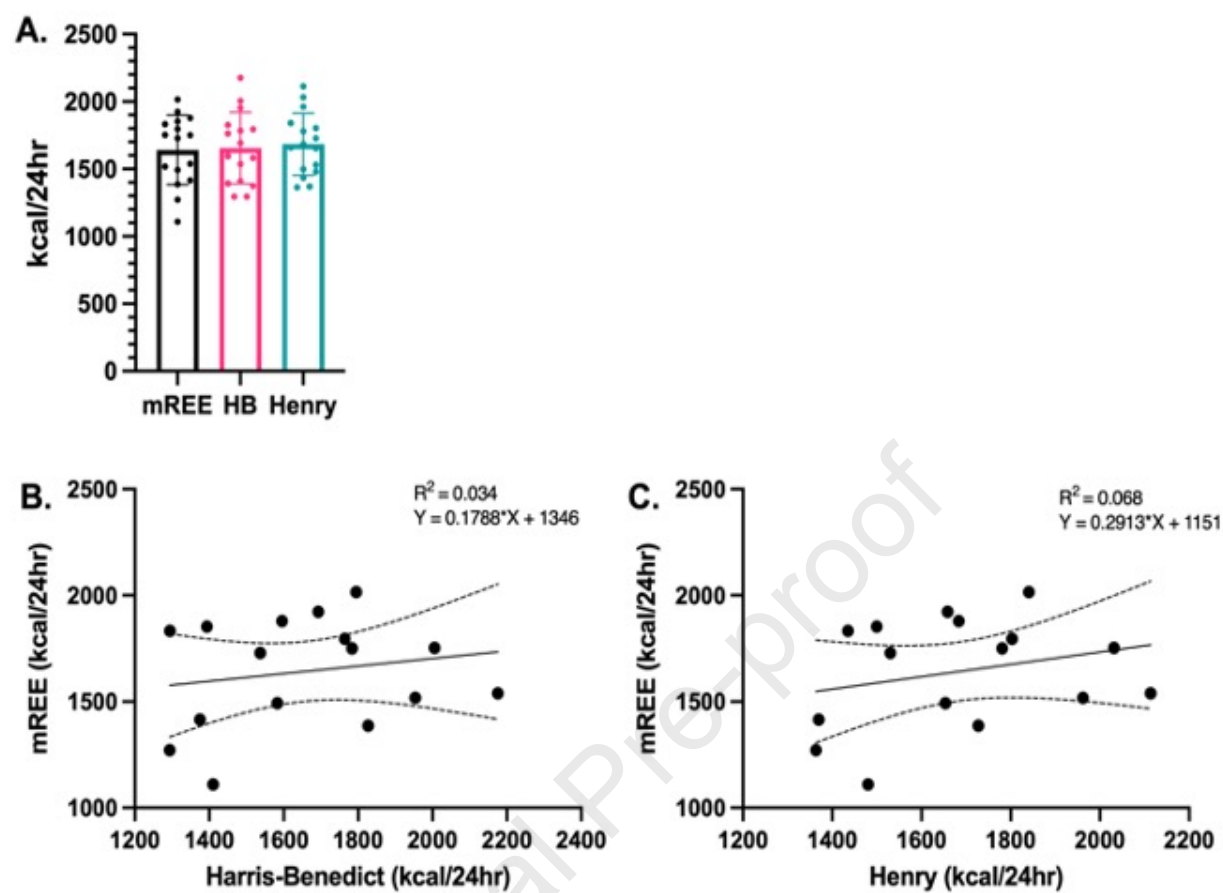 A.
2500
2000
1500
1000
500
0
kcal/24hr
mREE HB Henry
B.
2500
2000
1500
1000
mREE (kcal/24hr)
R² = 0.034
Y = 0.1788*X + 1346
1200 1400 1600 1800 2000 2200 2400
Harris-Benedict (kcal/24hr)
C.
2500
2000
1500
1000
mREE (kcal/24hr)
R² = 0.068
Y = 0.2913*X + 1151
1200 1400 1600 1800 2000 2200
Henry (kcal/24hr)
al Pre-proof